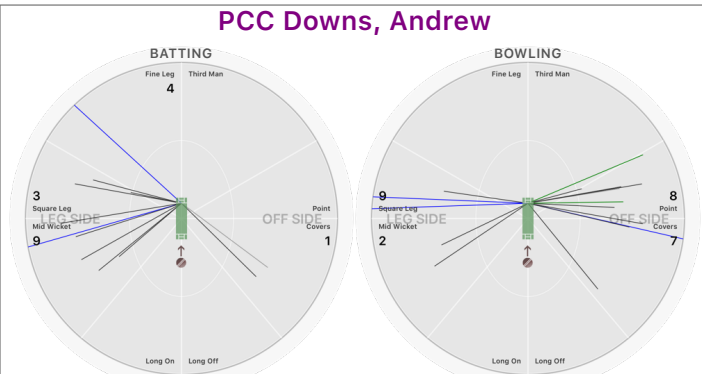 PCC Downs, Andrew
BATTING
Fine Leg Third Man
4
3
Square Leg
LEG SIDE
Mid Wicket
9
Point
OFF SIDE
Covers
1
Long On Long Off
BOWLING
Fine Leg Third Man
9
Square Leg
LEG SIDE
Mid Wicket
2
8
Point
OFF SIDE
Covers
7
Long On Long Off